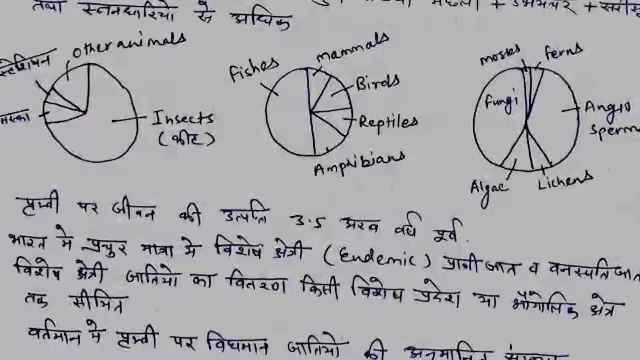 तथा स्तनधारियों से अधिक
Other animals
Insects
(कीट)
Fishes
mammals
Birds
Reptiles
Amphibians
mosses
ferns
fungi
Angio
sperm
Algae
Lichens
पृथ्वी पर जीवन की उत्पत्ति 3.5 अरब वर्ष पूर्व.
भारत में प्रचुर मात्रा में विशेष क्षेत्री (Endemic) प्राणी जात व वनस्पति जात
विशेष क्षेत्री जातियों का वितरण किसी विशेष प्रदेश या भौगोलिक क्षेत्र
तक सीमित
वर्तमान में पृथ्वी पर विद्यमान जातियों की अनुमानित